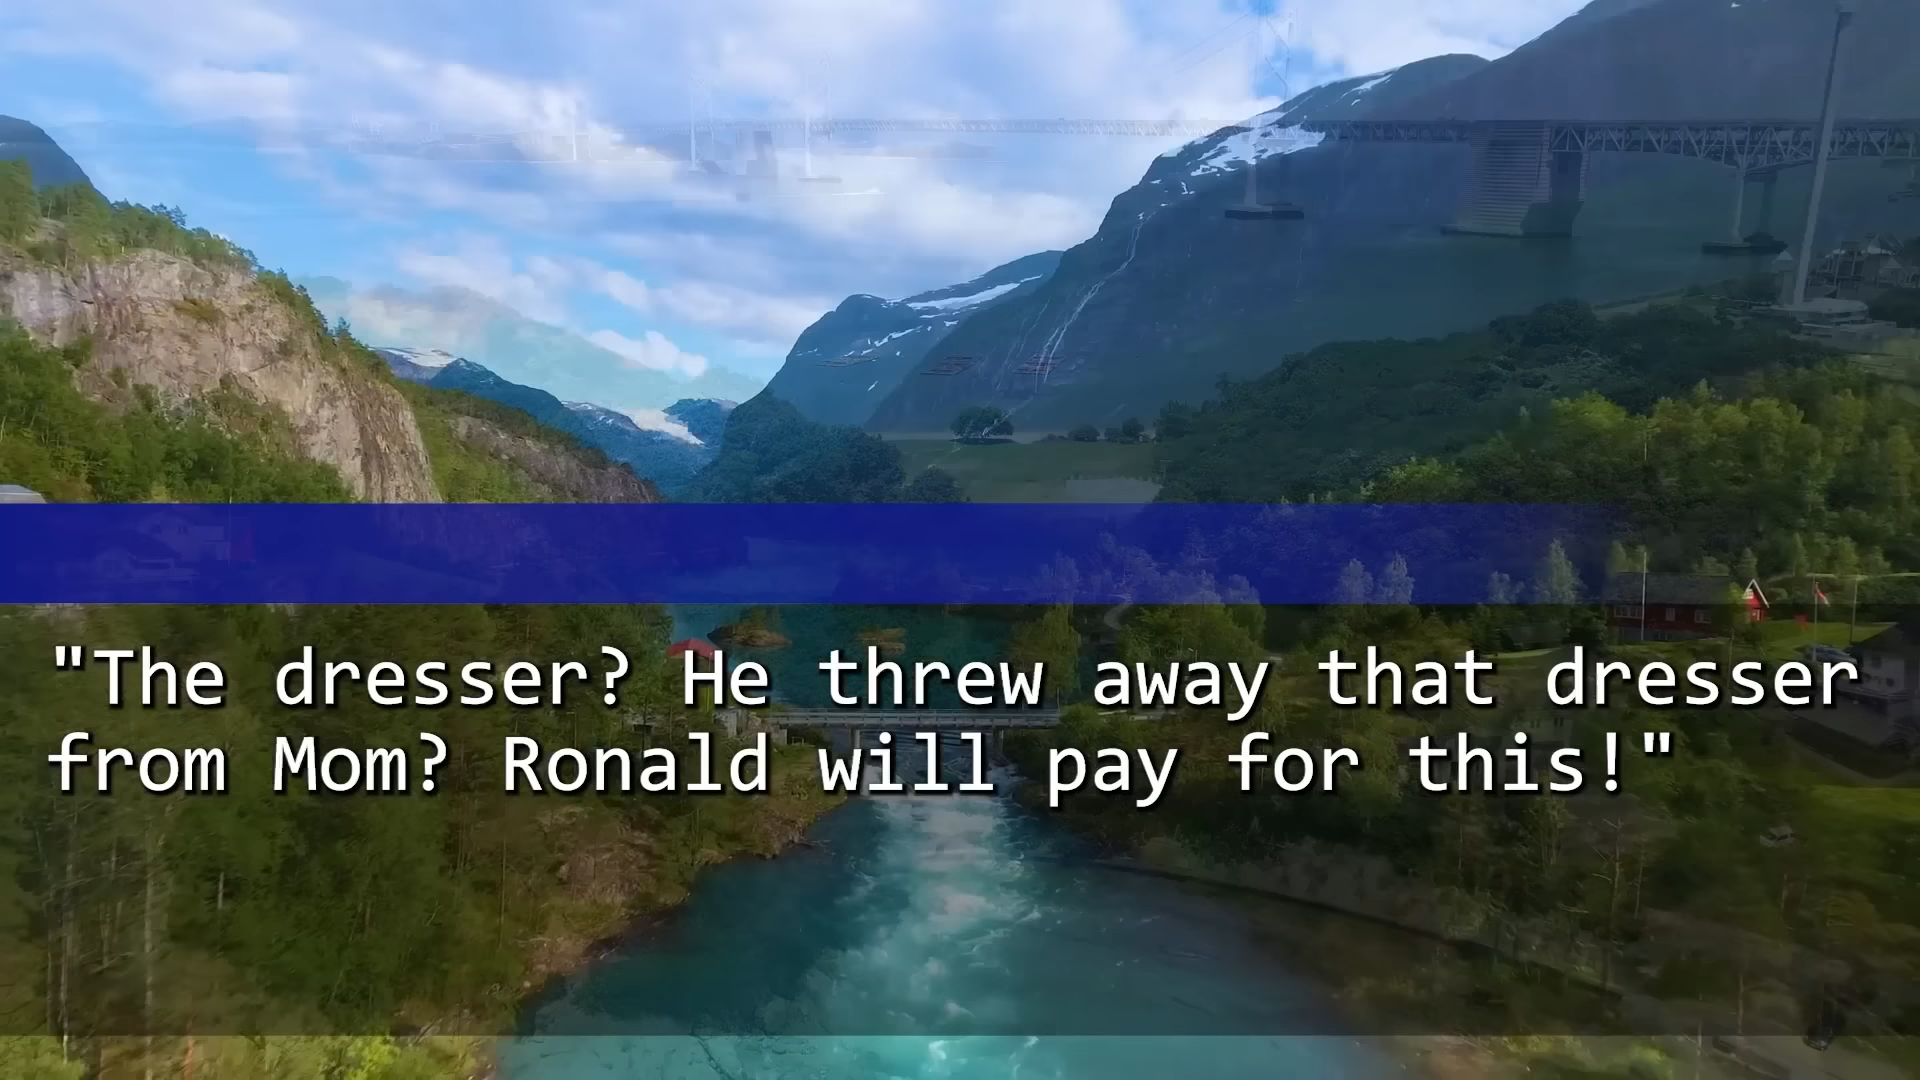 "The dresser? He threw away that dresser
from Mom? Ronald will pay for this!"